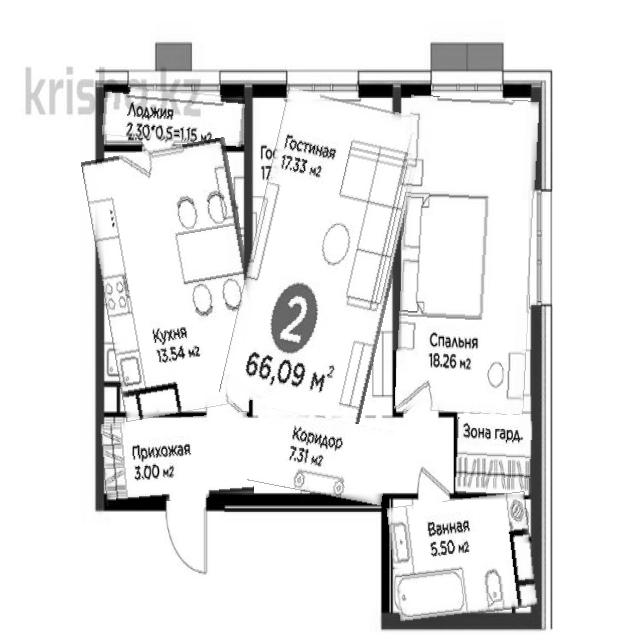 krisha.kz
Лоджия
2.30*0,5=1.15 м2
Гостиная
17.33 м2
Го
17
Кухня
13.54 м2
2
66,09 м2
Спальня
18.26 м2
Зона гард.
Прихожая
3.00 м2
Коридор
7.31 м2
Ванная
5.50 м2